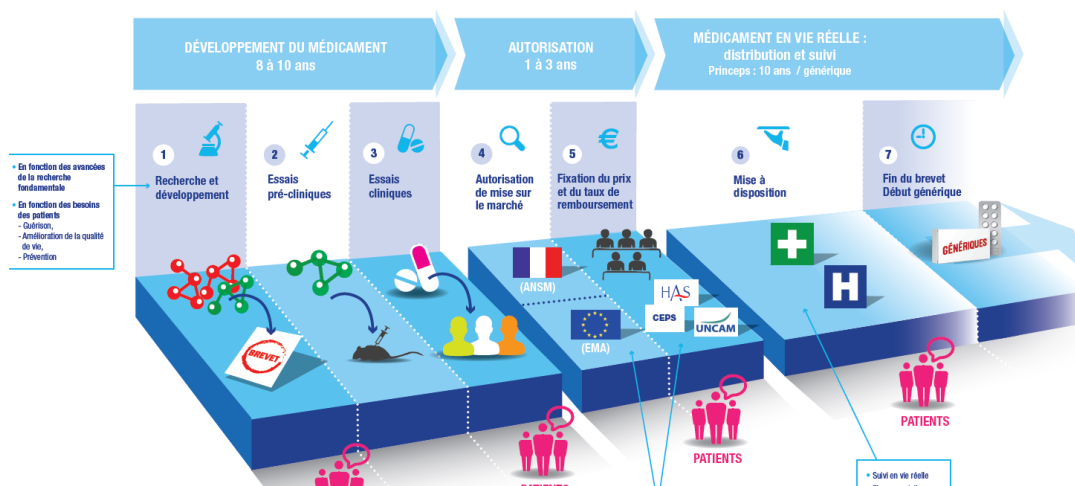 DÉVELOPPEMENT DU MÉDICAMENT
8 à 10 ans
AUTORISATION
1 à 3 ans
MÉDICAMENT EN VIE RÉELLE :
distribution et suivi
Princeps : 10 ans / générique
• En fonction des avancées
de la recherche
fondamentale
• En fonction des besoins
des patients
- Guérison,
- Amélioration de la qualité
de vie,
- Prévention
1
Recherche et
développement
2
Essais
pré-cliniques
3
Essais
cliniques
4
Autorisation
de mise sur
le marché
5
Fixation du prix
et du taux de
remboursement
6
Mise à
disposition
7
Fin du brevet
Début générique
BREVET
(ANSM)
(EMA)
HAS
CEPS
UNCAM
H
GÉNÉRIQUES
PATIENTS
PATIENTS
PATIENTS
• Suivi en vie réelle